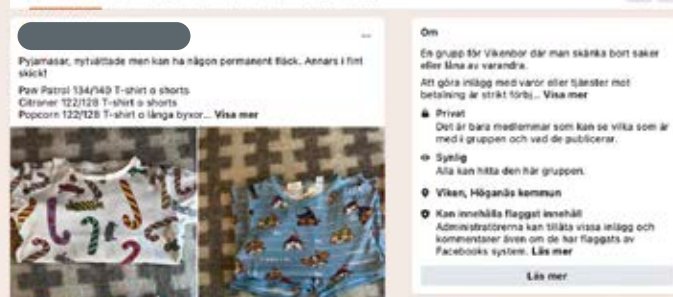 Pyjamasar, nytvättade men kan ha någon permanent fläck. Annars i fint
skick!
Paw Patrol 134/140 T-shirt o shorts
Citroner 122/128 T-shirt o shorts
Popcorn 122/128 T-shirt o långa byxor... Visa mer
Om
En grupp för Vikenbor där man skänka bort saker
eller låna av varandra.
Att göra inlägg med varor eller tjänster mot
betalning är strikt förbj... Visa mer
Privat
Det är bara medlemmar som kan se vilka som är
med i gruppen och vad de publicerar.
Synlig
Alla kan hitta den här gruppen.
Viken, Höganäs kommun
Kan innehålla flaggat innehåll
Administratörerna kan tillåta vissa inlägg och
kommentarer även om de har flaggats av
Facebooks system. Läs mer
Läs mer